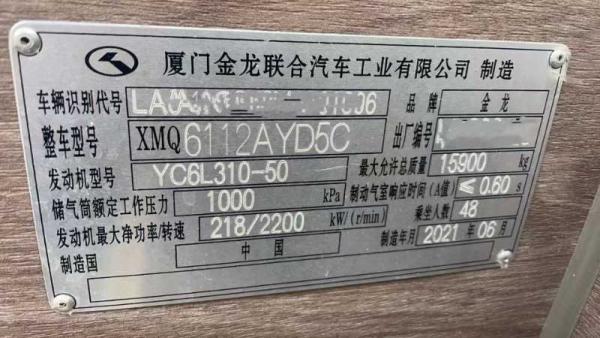 厦门金龙联合汽车工业有限公司 制造
车辆识别代号 品牌 金龙
整车型号 XMQ6112AYD5C 出厂编号
发动机型号 YC6L310-50 最大允许总质量 15900 kg
储气筒额定工作压力 1000 kPa 制动气室响应时间(A值) ≤0.60 s
发动机最大净功率/转速 218/2200 kW/(r/min) 乘坐人数 48
制造国 中国 制造年月 2021年06月